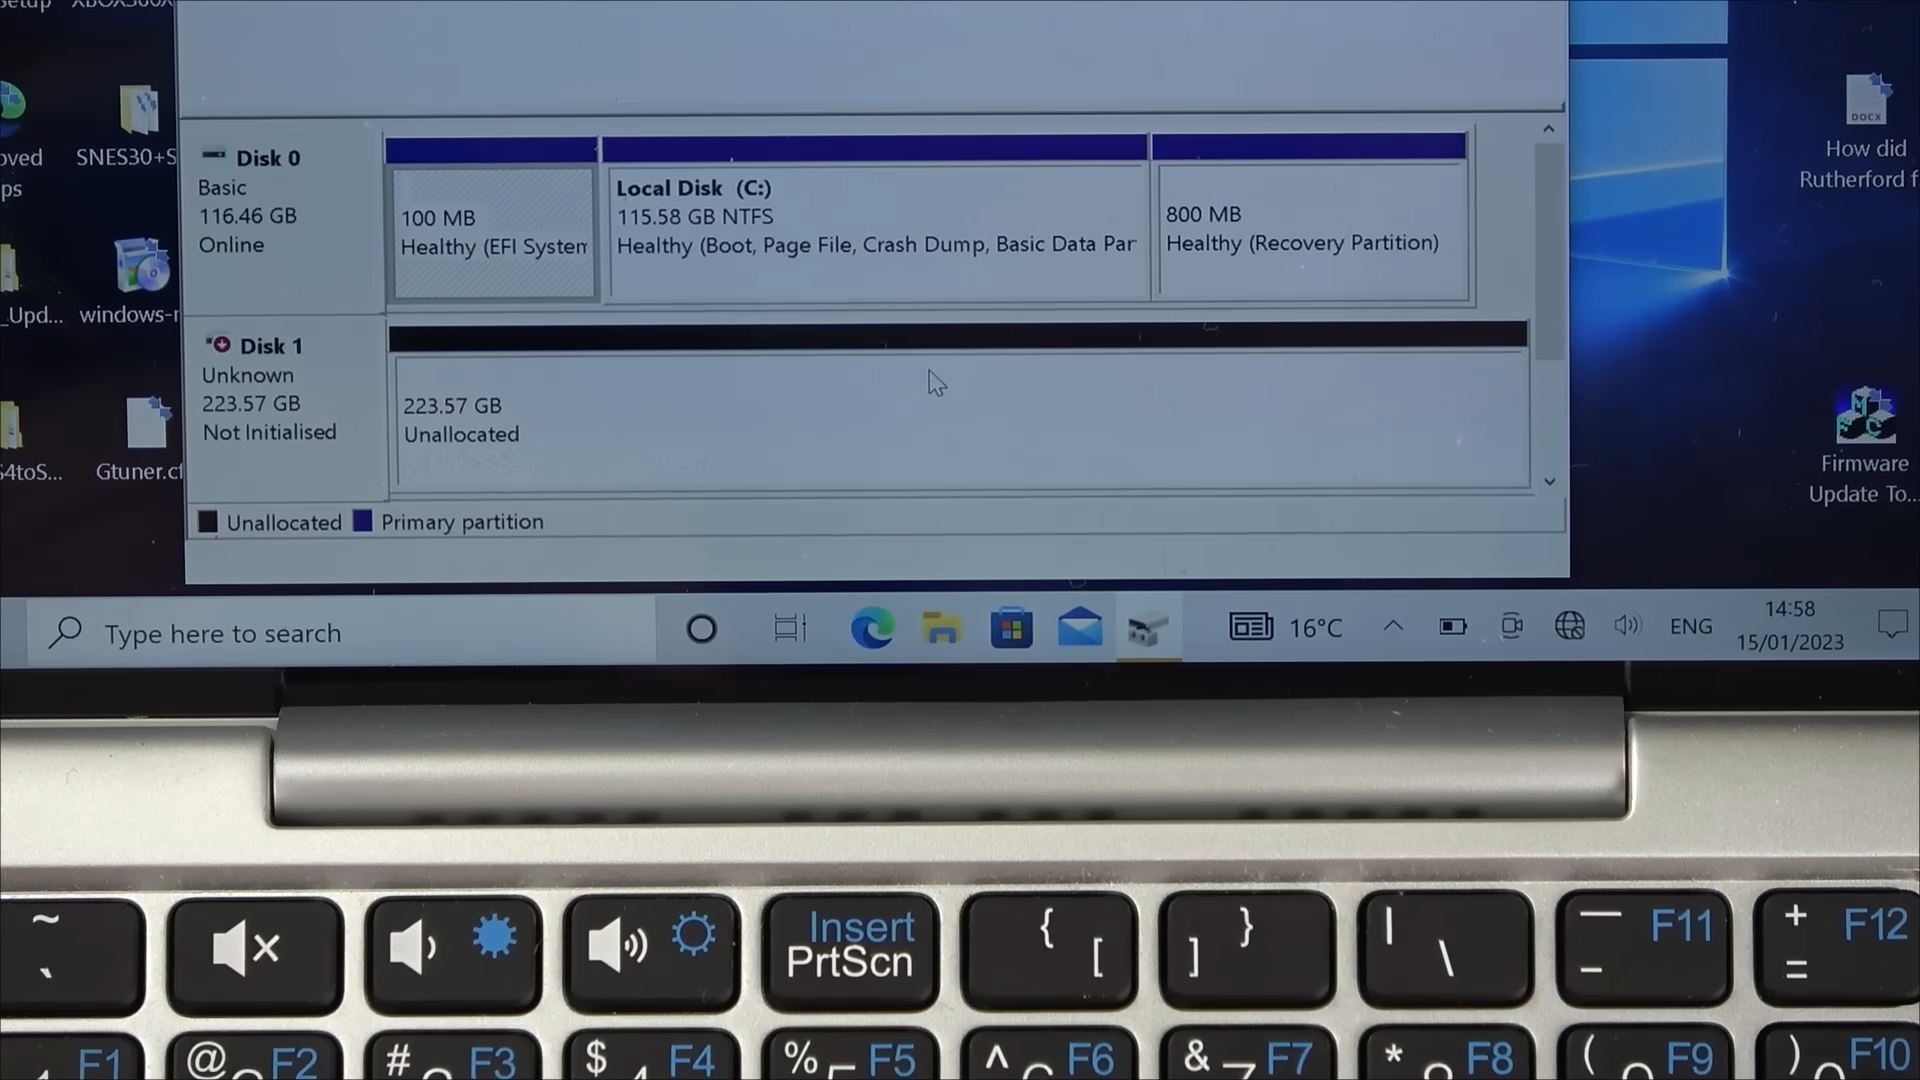 XBOX360
ved
ps
SNES30+S
_Upd...
windows-r
4toS...
Gtuner.cf
Disk 0
Basic
116.46 GB
Online
100 MB
Healthy (EFI System
Local Disk (C:)
115.58 GB NTFS
Healthy (Boot, Page File, Crash Dump, Basic Data Par
800 MB
Healthy (Recovery Partition)
Disk 1
Unknown
223.57 GB
Not Initialised
223.57 GB
Unallocated
Unallocated
Primary partition
DOCX
How did
Rutherford f
M
F C
Firmware
Update To...
Type here to search
16°C
ENG
14:58
15/01/2023
~
`
Insert
PrtScn
{
[
}
]
|
\
— F11
-
+ F12
=
F1
@ F2
# F3
$ F4
% F5
^ F6
& F7
* F8
( F9
) F10